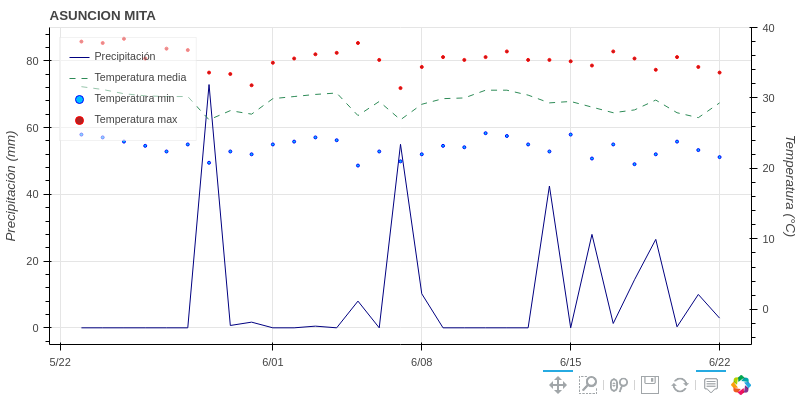 ASUNCION MITA
Precipitación
Temperatura media
Temperatura min
Temperatura max
Precipitación (mm)
80
60
40
20
0
Temperatura (°C)
40
30
20
10
0
5/22
6/01
6/08
6/15
6/22